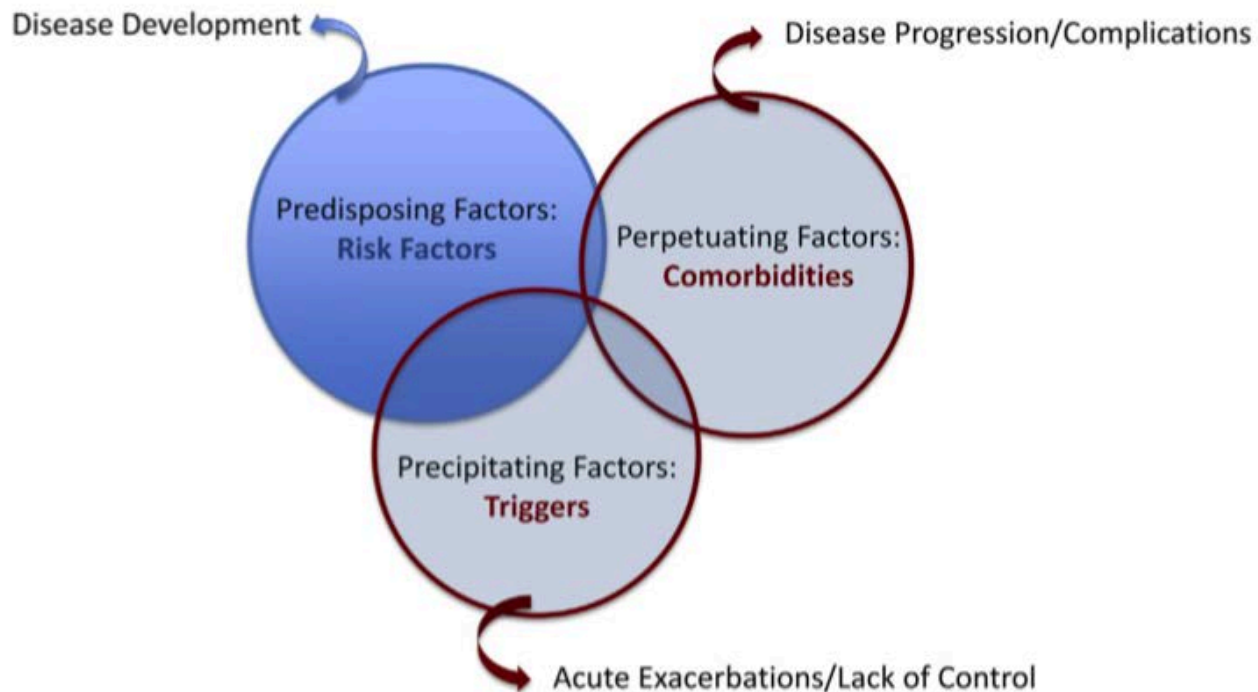 Disease Development
Disease Progression/Complications
Predisposing Factors:
Risk Factors
Perpetuating Factors:
Comorbidities
Precipitating Factors:
Triggers
Acute Exacerbations/Lack of Control